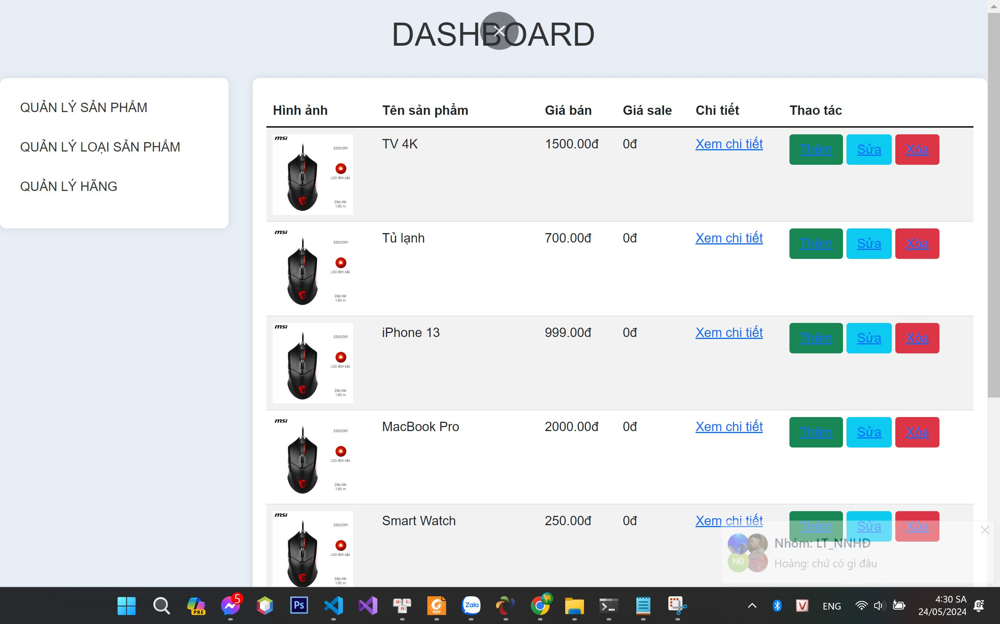 DASHBOARD
QUẢN LÝ SẢN PHẨM
QUẢN LÝ LOẠI SẢN PHẨM
QUẢN LÝ HÃNG
Hình ảnh Tên sản phẩm Giá bán Giá sale Chi tiết Thao tác
msi
3200 DPI
LED đơn sắc
Dây dài
1.85 m
TV 4K 1500.00đ 0đ Xem chi tiết Thêm Sửa Xóa
msi
3200 DPI
LED đơn sắc
Dây dài
1.85 m
Tủ lạnh 700.00đ 0đ Xem chi tiết Thêm Sửa Xóa
msi
3200 DPI
LED đơn sắc
Dây dài
1.85 m
iPhone 13 999.00đ 0đ Xem chi tiết Thêm Sửa Xóa
msi
3200 DPI
LED đơn sắc
Dây dài
1.85 m
MacBook Pro 2000.00đ 0đ Xem chi tiết Thêm Sửa Xóa
msi
3200 DPI
LED đơn sắc
Dây dài
1.85 m
Smart Watch 250.00đ 0đ Xem chi tiết Thêm Sửa Xóa
NĐ
Nhóm: LT_NNHĐ
Hoàng: chứ có gì đâu
PRE
5
Ps
u i n
PDF
Zalo
V
ENG
4:30 SA
24/05/2024